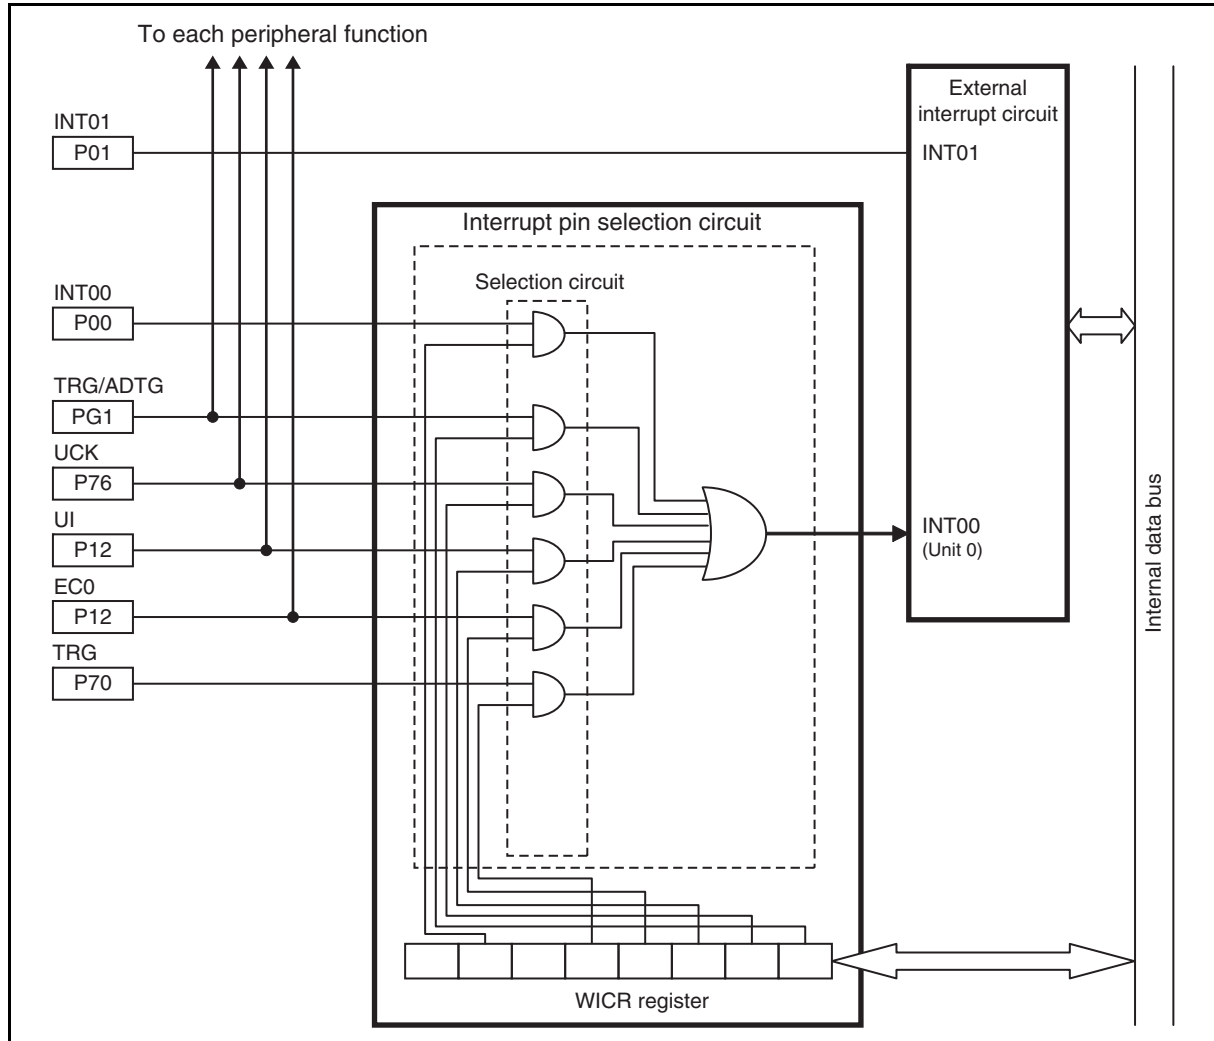 To each peripheral function
INT01
P01
External
interrupt circuit
INT01
Interrupt pin selection circuit
Selection circuit
INT00
P00
TRG/ADTG
PG1
UCK
P76
UI
P12
EC0
P12
TRG
P70
INT00
(Unit 0)
Internal data bus
WICR register